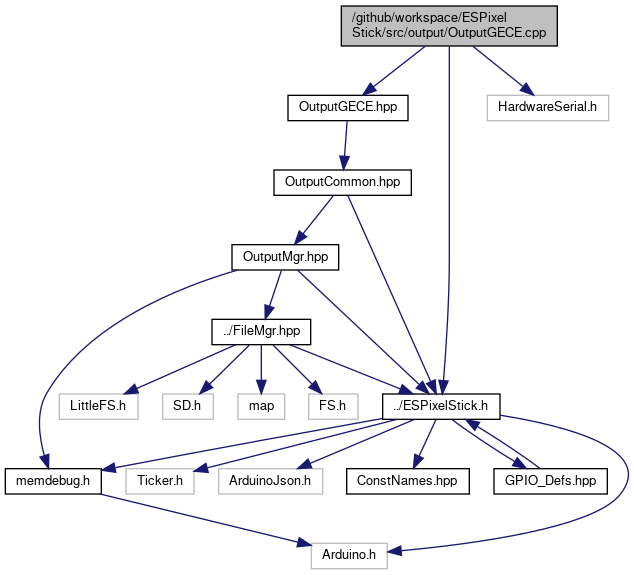 /github/workspace/ESPixel
Stick/src/output/OutputGECE.cpp
OutputGECE.hpp
HardwareSerial.h
OutputCommon.hpp
OutputMgr.hpp
../FileMgr.hpp
LittleFS.h
SD.h
map
FS.h
../ESPixelStick.h
memdebug.h
Ticker.h
ArduinoJson.h
ConstNames.hpp
GPIO_Defs.hpp
Arduino.h